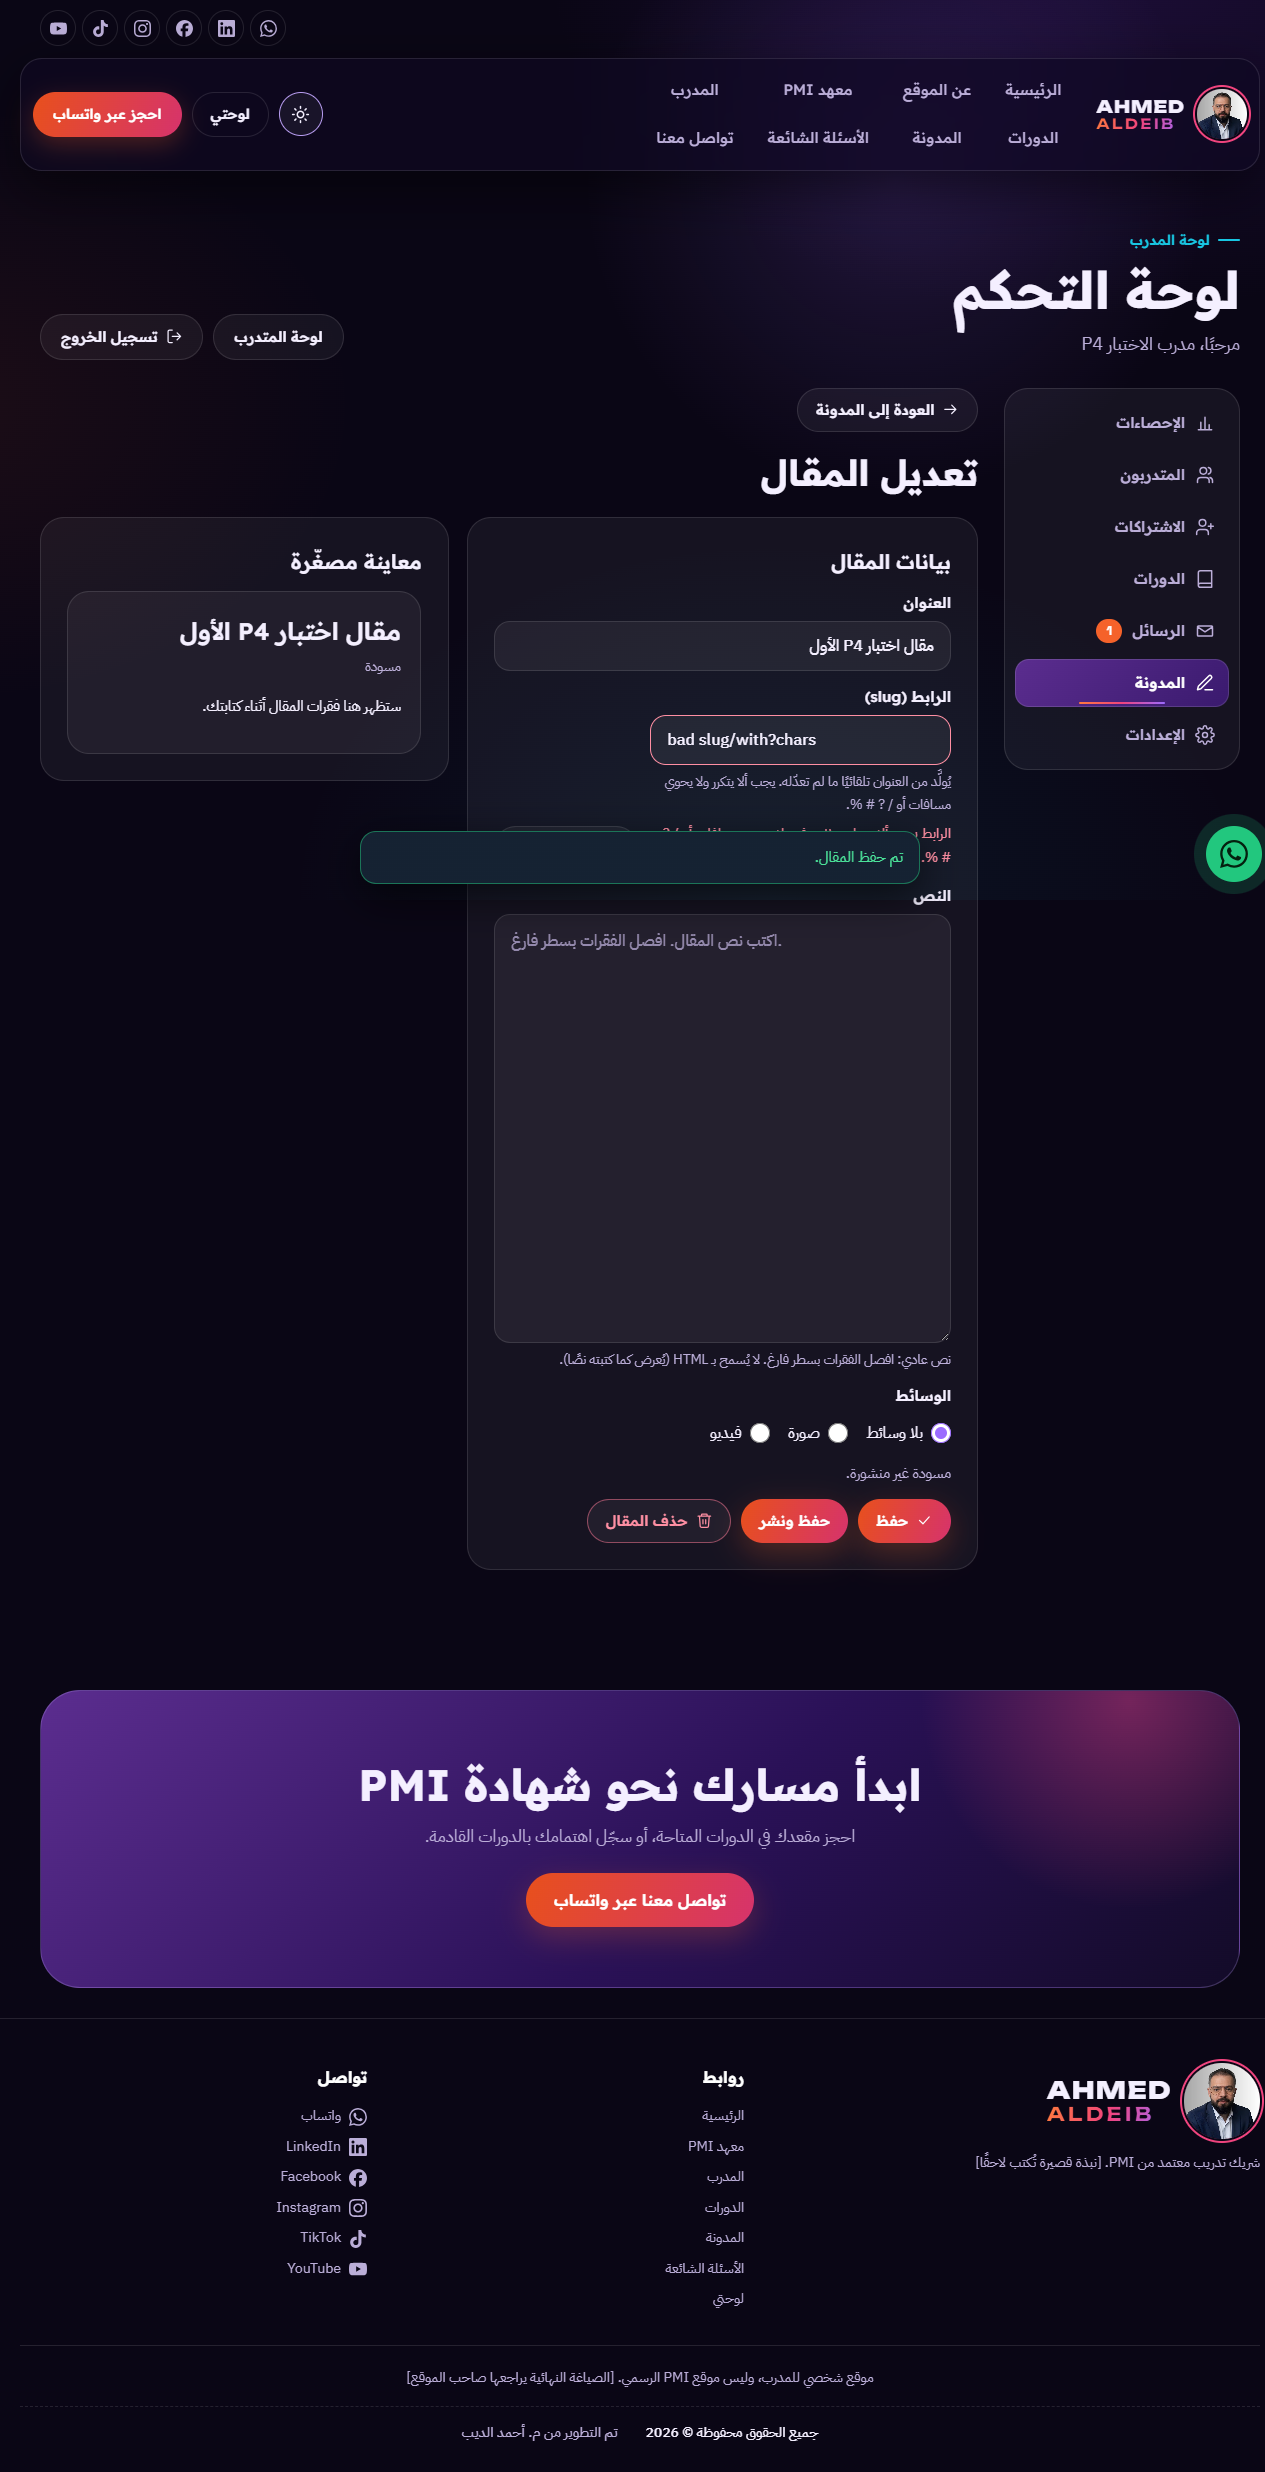 AHMED
ALDEIB
الرئيسية
عن الموقع
معهد PMI
المدرب
الدورات
المدونة
الأسئلة الشائعة
تواصل معنا
لوحتي
احجز عبر واتساب
لوحة المدرب
لوحة التحكم
مرحبًا، مدرب الاختبار P4
لوحة المتدرب
تسجيل الخروج
الإحصاءات
المتدربون
الاشتراكات
الدورات
الرسائل 1
المدونة
الإعدادات
العودة إلى المدونة
تعديل المقال
بيانات المقال
العنوان
مقال اختبار P4 الأول
الرابط (slug)
bad slug/with?chars
يُولَّد من العنوان تلقائيًا ما لم تعدّله. يجب ألا يتكرر ولا يحوي
مسافات أو / ? # %.
الرابط
# %.
تم حفظ المقال.
النص
اكتب نص المقال. افصل الفقرات بسطر فارغ.
نص عادي: افصل الفقرات بسطر فارغ. لا يُسمح بـ HTML (يُعرض كما كتبته نصًا).
الوسائط
بلا وسائط
صورة
فيديو
مسودة غير منشورة.
حفظ
حفظ ونشر
حذف المقال
معاينة مصغّرة
مقال اختبار P4 الأول
مسودة
ستظهر هنا فقرات المقال أثناء كتابتك.
ابدأ مسارك نحو شهادة PMI
احجز مقعدك في الدورات المتاحة، أو سجّل اهتمامك بالدورات القادمة.
تواصل معنا عبر واتساب
AHMED
ALDEIB
شريك تدريب معتمد من PMI. [نبذة قصيرة تُكتب لاحقًا]
روابط
الرئيسية
معهد PMI
المدرب
الدورات
المدونة
الأسئلة الشائعة
لوحتي
تواصل
واتساب
LinkedIn
Facebook
Instagram
TikTok
YouTube
موقع شخصي للمدرب، وليس موقع PMI الرسمي. [الصياغة النهائية يراجعها صاحب الموقع]
جميع الحقوق محفوظة © 2026
تم التطوير من م. أحمد الديب